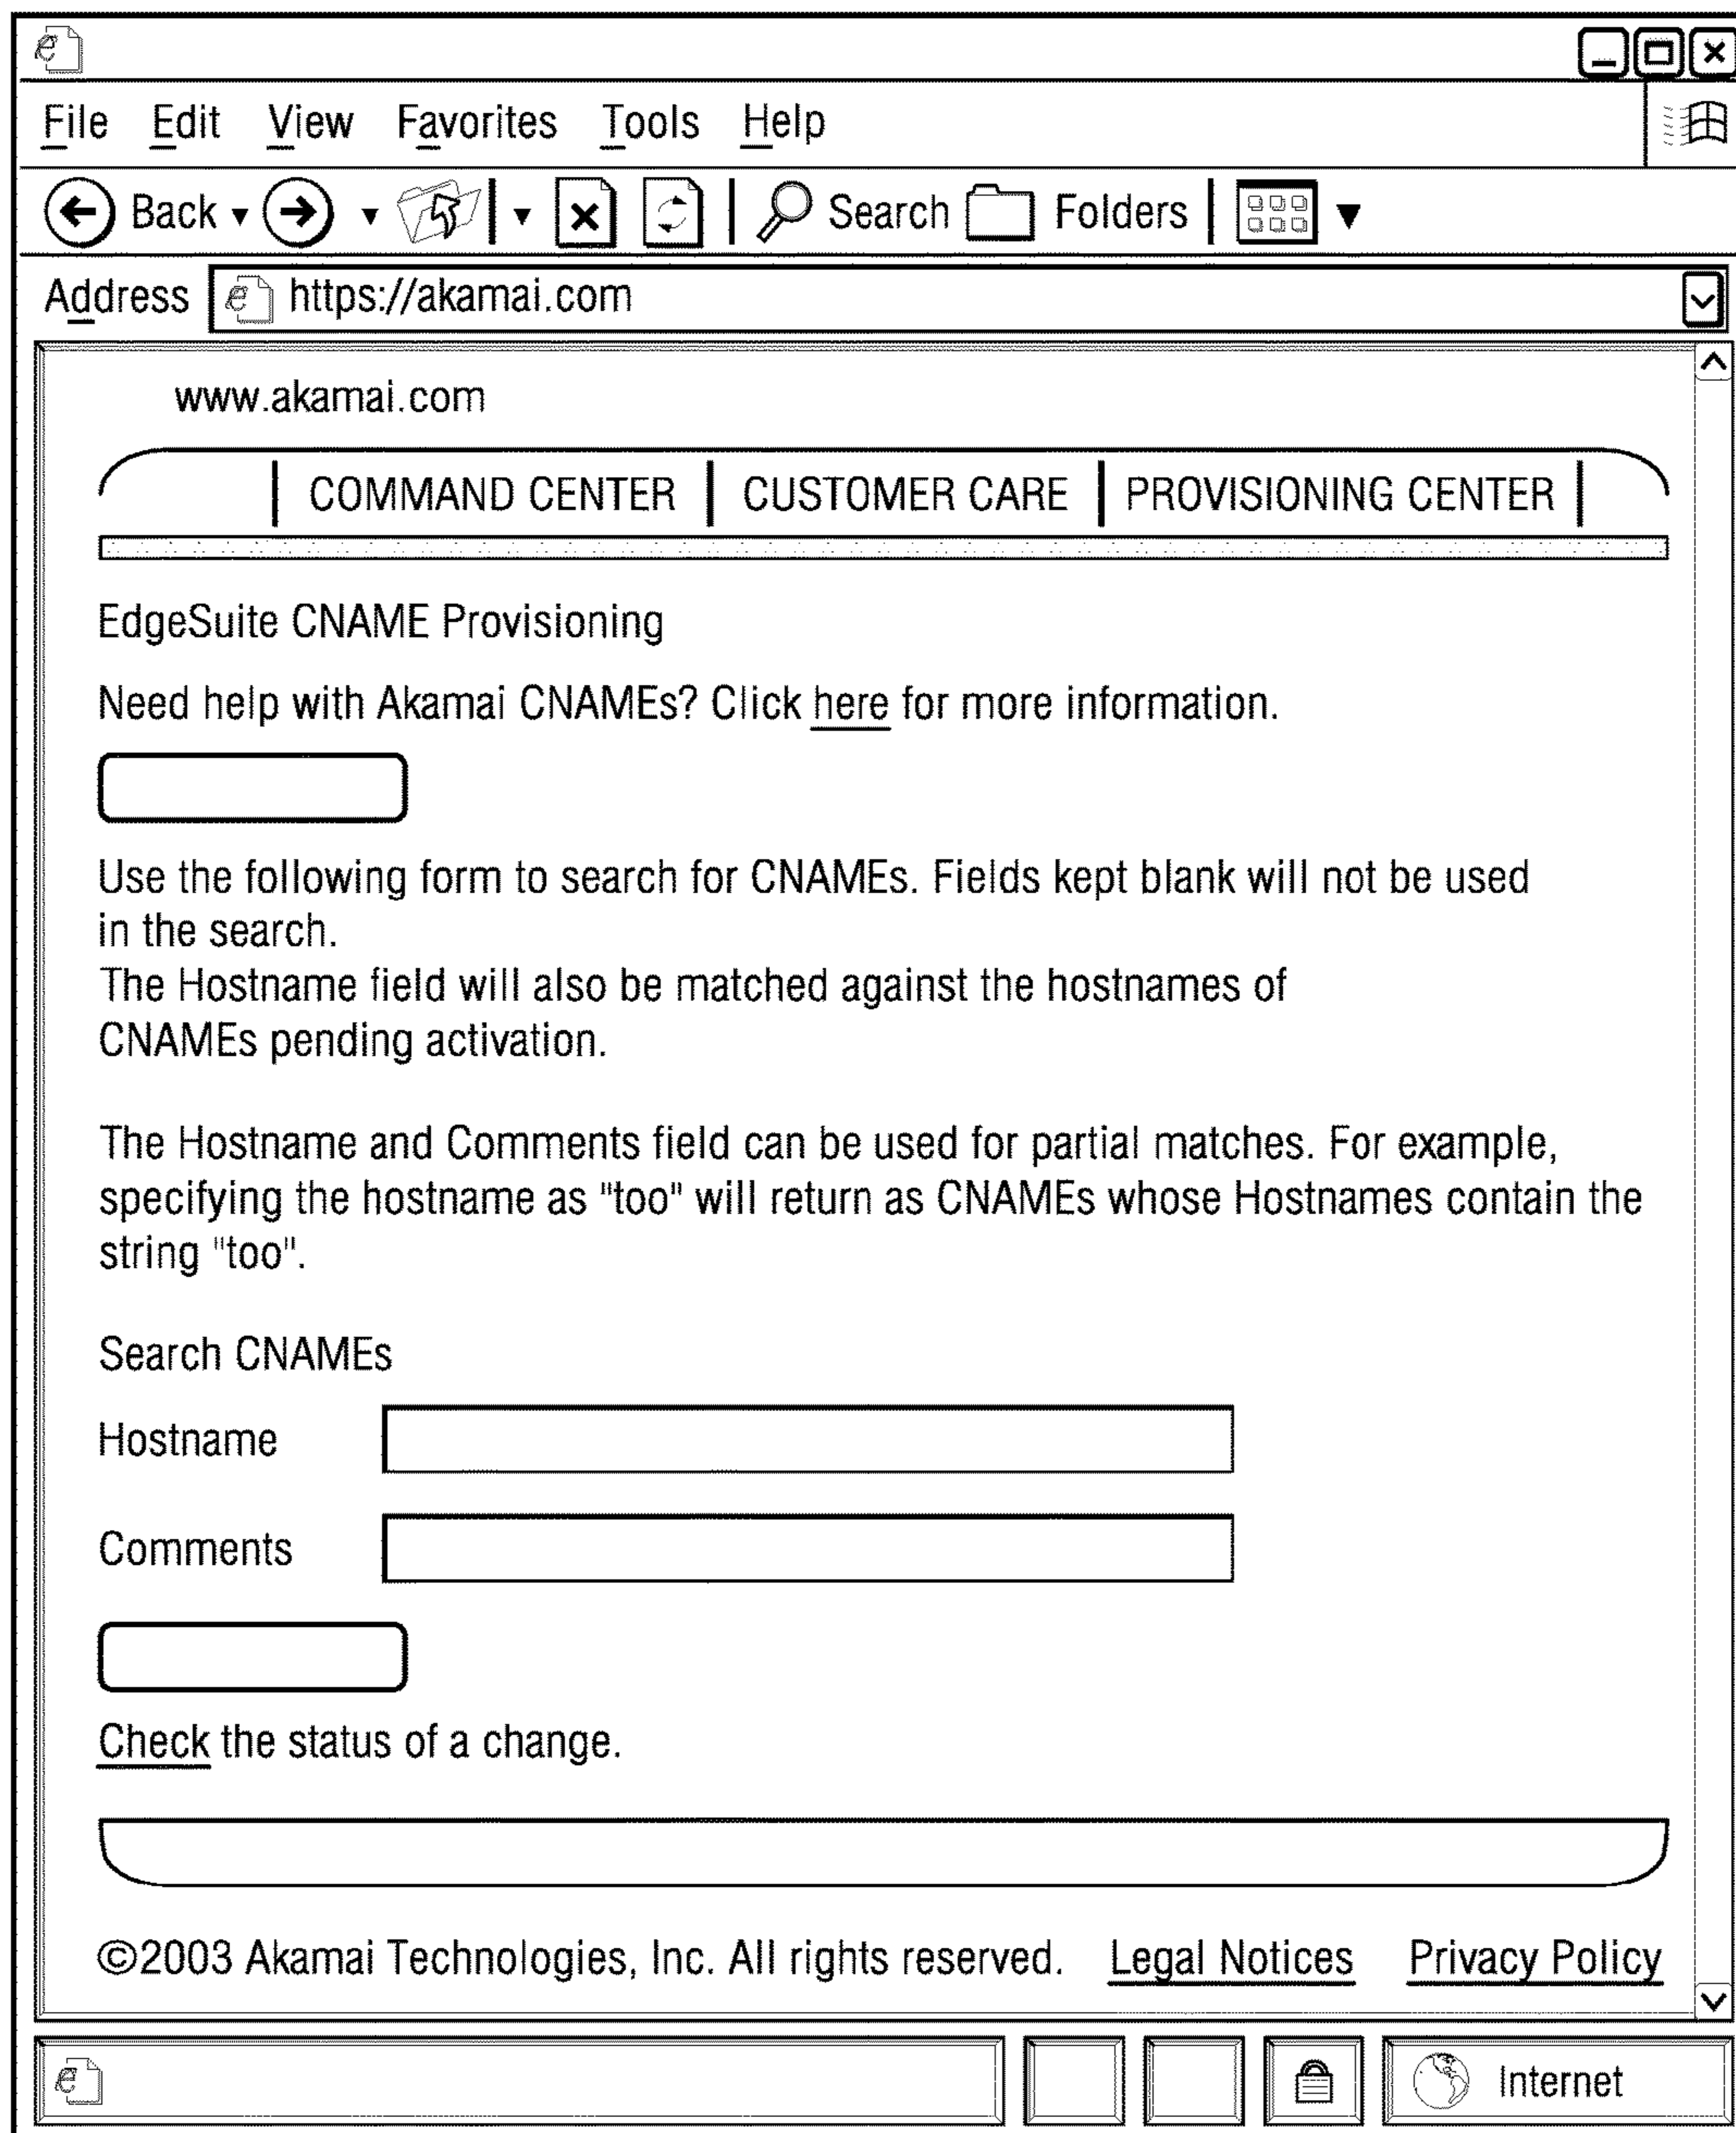 File Edit View Favorites Tools Help
Back Search Folders
Address https://akamai.com
www.akamai.com
COMMAND CENTER CUSTOMER CARE PROVISIONING CENTER
EdgeSuite CNAME Provisioning
Need help with Akamai CNAMEs? Click here for more information.
Use the following form to search for CNAMEs. Fields kept blank will not be used
in the search.
The Hostname field will also be matched against the hostnames of
CNAMEs pending activation.
The Hostname and Comments field can be used for partial matches. For example,
specifying the hostname as "too" will return as CNAMEs whose Hostnames contain the
string "too".
Search CNAMEs
Hostname
Comments
Check the status of a change.
©2003 Akamai Technologies, Inc. All rights reserved. Legal Notices Privacy Policy
Internet